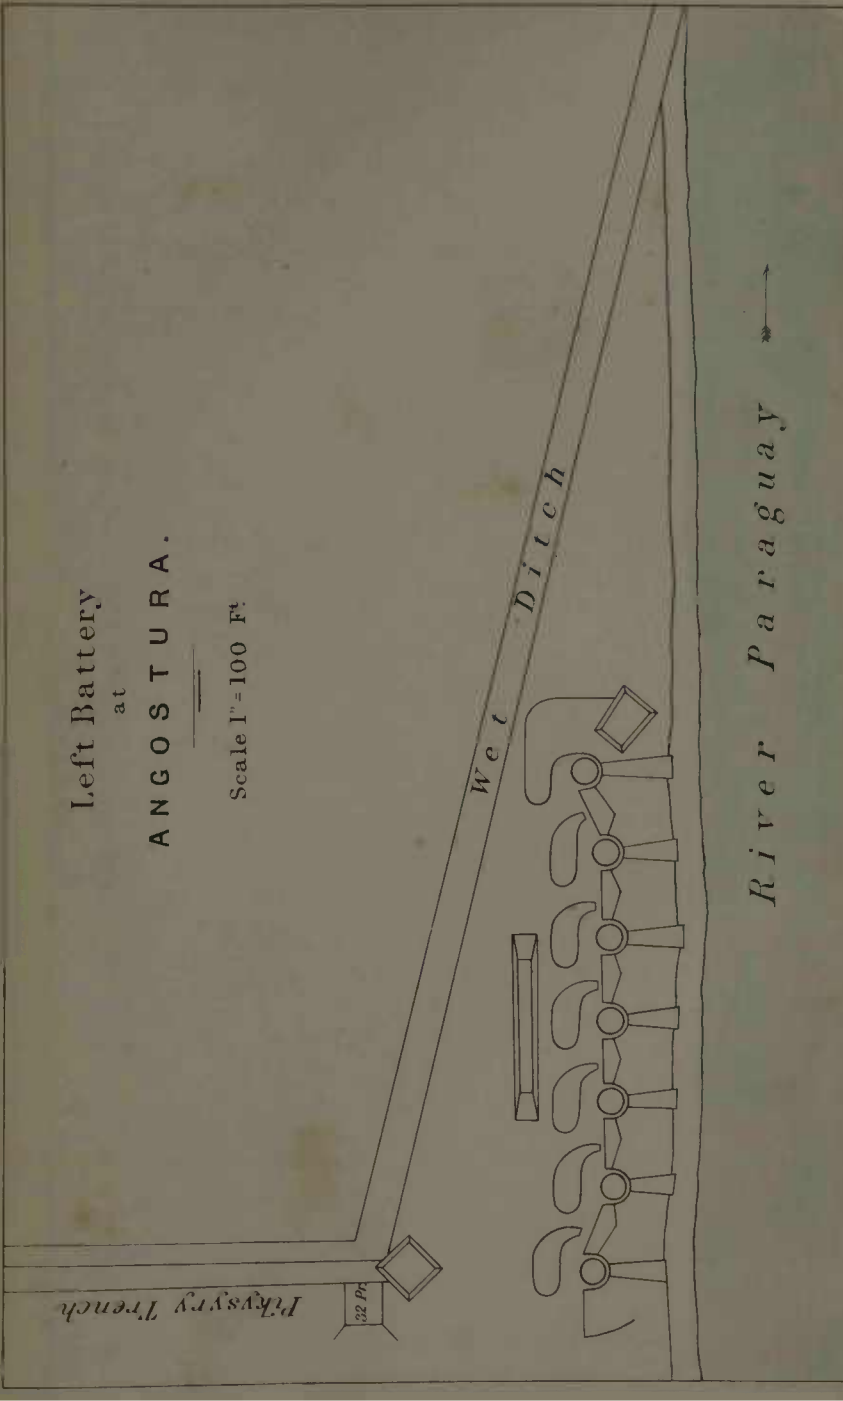 Left Battery
at
ANGOSTURA.
Scale 1" = 100 Ft.
Wet Ditch
River Paraguay
Pikysyry Trench
32 Pr.